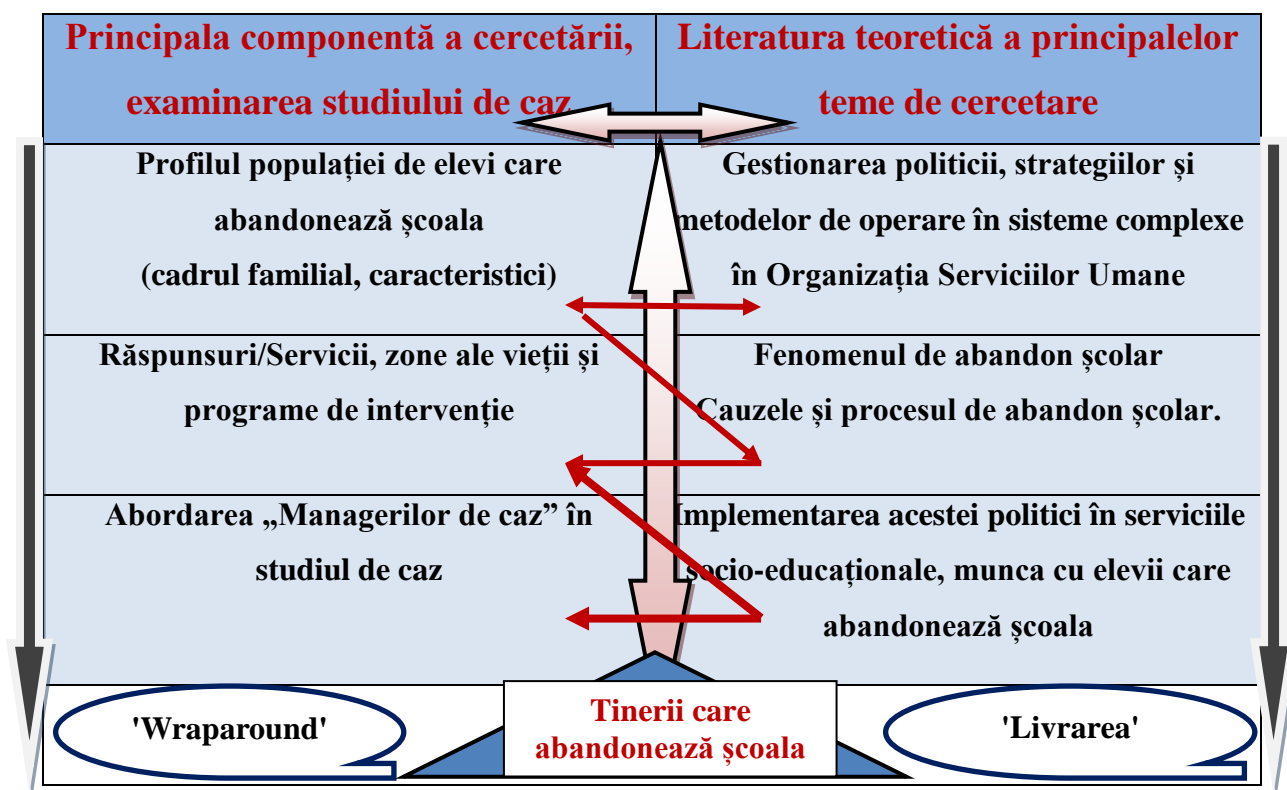 Principala componentă a cercetării,
examinarea studiului de caz
Literatura teoretică a principalelor
teme de cercetare
Profilul populației de elevi care
abandonează școala
(cadrul familial, caracteristici)
Gestionarea politicii, strategiilor și
metodelor de operare în sisteme complexe
în Organizația Serviciilor Umane
Răspunsuri/Servicii, zone ale vieții și
programe de intervenție
Fenomenul de abandon școlar
Cauzele și procesul de abandon școlar.
Abordarea „Managerilor de caz” în
studiul de caz
Implementarea acestei politici în serviciile
socio-educaționale, munca cu elevii care
abandonează școala
'Wraparound'
Tinerii care
abandonează școala
'Livrarea'